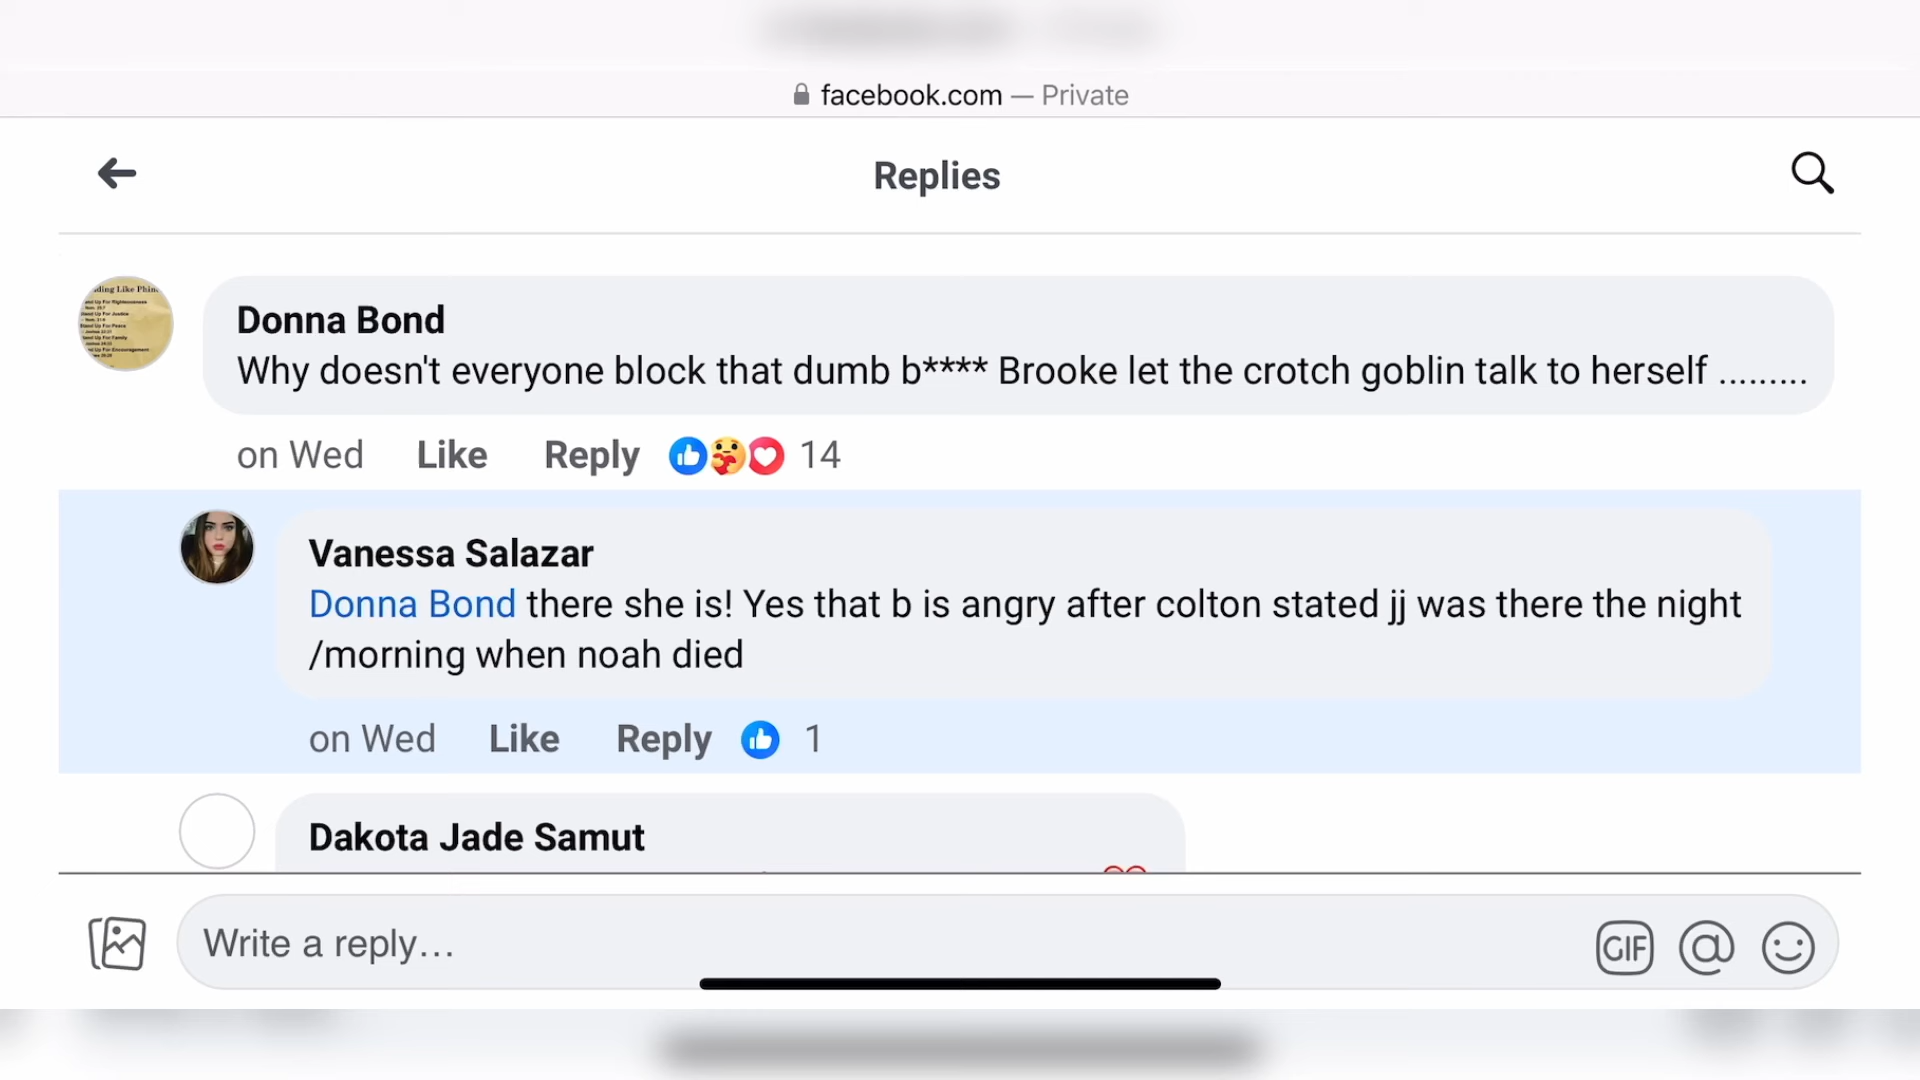 facebook.com — Private
Replies
Donna Bond
Why doesn't everyone block that dumb b**** Brooke let the crotch goblin talk to herself .........
on Wed Like Reply 14
Vanessa Salazar
Donna Bond there she is! Yes that b is angry after colton stated jj was there the night
/morning when noah died
on Wed Like Reply 1
Dakota Jade Samut
Write a reply...
GIF